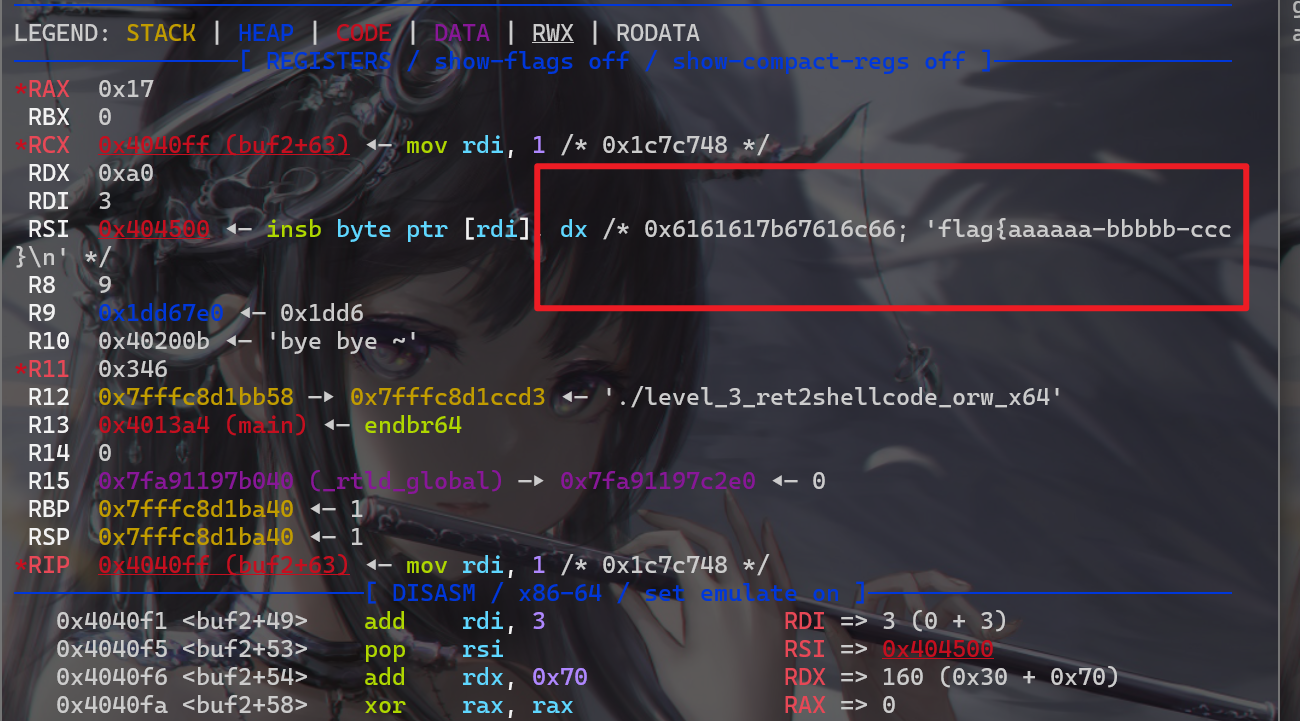 LEGEND: STACK | HEAP | CODE | DATA | RWX | RODATA
[ REGISTERS / show-flags off / show-compact-regs off ]
*RAX  0x17
 RBX  0
*RCX  0x4040ff (buf2+63) ◂— mov rdi, 1 /* 0x1c7c748 */
 RDX  0xa0
 RDI  3
 RSI  0x404500 ◂— insb byte ptr [rdi], dx /* 0x6161617b67616c66; 'flag{aaaaaa-bbbbb-ccc
}\n' */
 R8   9
 R9   0x1dd67e0 ◂— 0x1dd6
 R10  0x40200b ◂— 'bye bye ~'
*R11  0x346
 R12  0x7fffc8d1bb58 —▸ 0x7fffc8d1ccd3 ◂— './level_3_ret2shellcode_orw_x64'
 R13  0x4013a4 (main) ◂— endbr64
 R14  0
 R15  0x7fa91197b040 (_rtld_global) —▸ 0x7fa91197c2e0 ◂— 0
 RBP  0x7fffc8d1ba40 ◂— 1
 RSP  0x7fffc8d1ba40 ◂— 1
*RIP  0x4040ff (buf2+63) ◂— mov rdi, 1 /* 0x1c7c748 */
[ DISASM / x86-64 / set emulate on ]
   0x4040f1 <buf2+49>    add    rdi, 3                 RDI => 3 (0 + 3)
   0x4040f5 <buf2+53>    pop    rsi                    RSI => 0x404500
   0x4040f6 <buf2+54>    add    rdx, 0x70              RDX => 160 (0x30 + 0x70)
   0x4040fa <buf2+58>    xor    rax, rax               RAX => 0